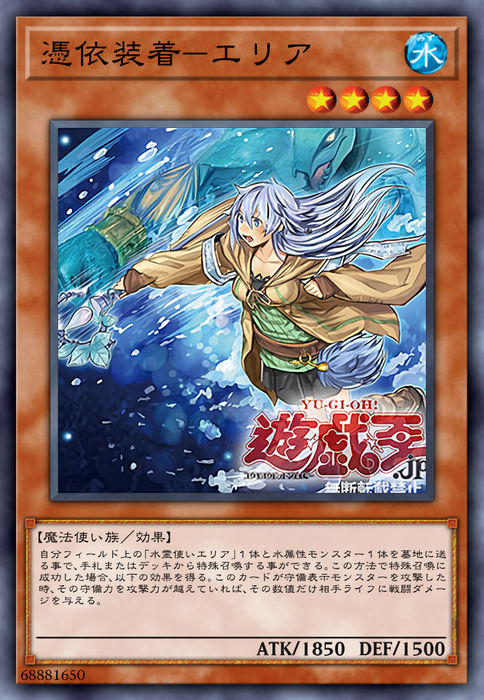 憑依装着－エリア
みず
水
YU-GI-OH!
遊戯王
.JP
無断転載禁止
【魔法使い族／効果】
自分フィールド上の「水霊使いエリア」1体と水属性モンスター1体を墓地に送
る事で、手札またはデッキから特殊召喚する事ができる。この方法で特殊召喚に
成功した場合、以下の効果を得る。このカードが守備表示モンスターを攻撃した
時、その守備力を攻撃力が越えていれば、その数値だけ相手ライフに戦闘ダメー
ジを与える。
ATK/1850 DEF/1500
68881650